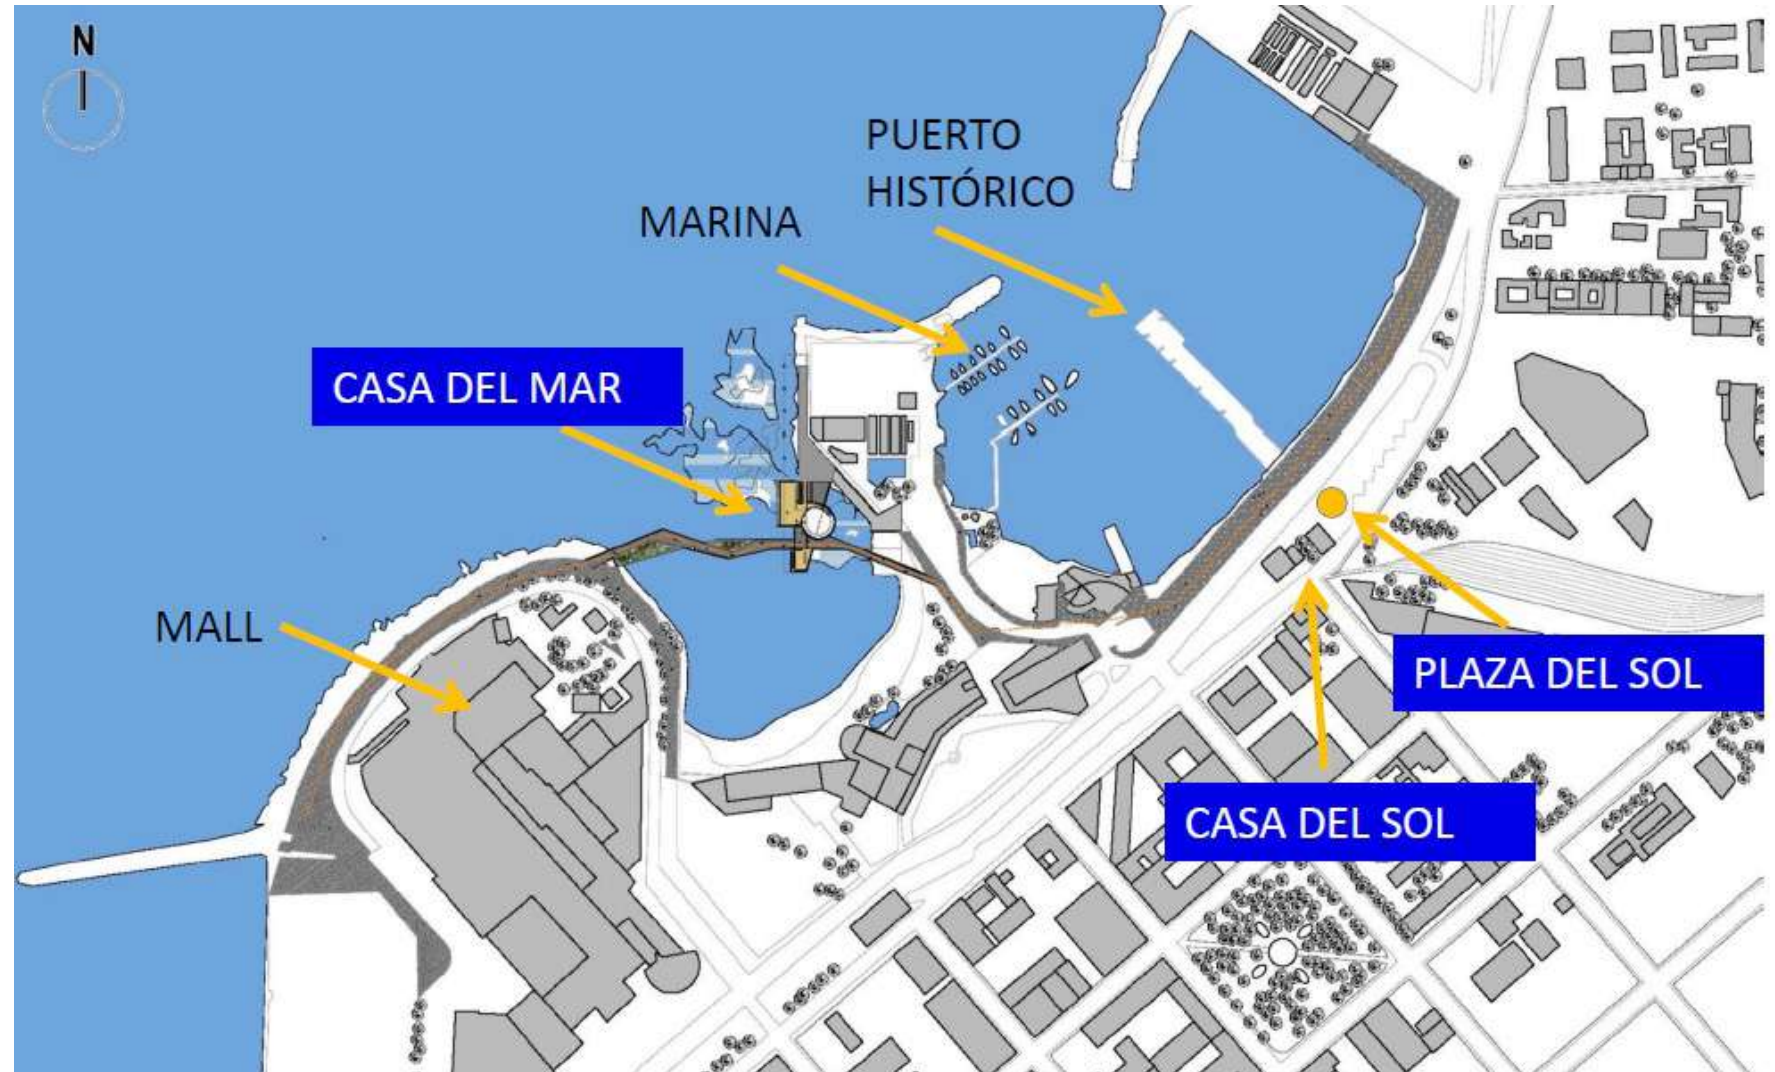 N
PUERTO
HISTÓRICO
MARINA
CASA DEL MAR
MALL
PLAZA DEL SOL
CASA DEL SOL